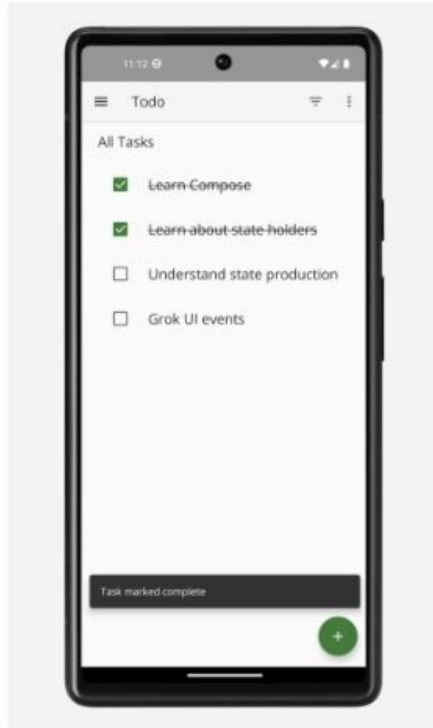 11:12
Todo
All Tasks
Learn Compose
Learn about state holders
Understand state production
Grok UI events
Task marked complete
+